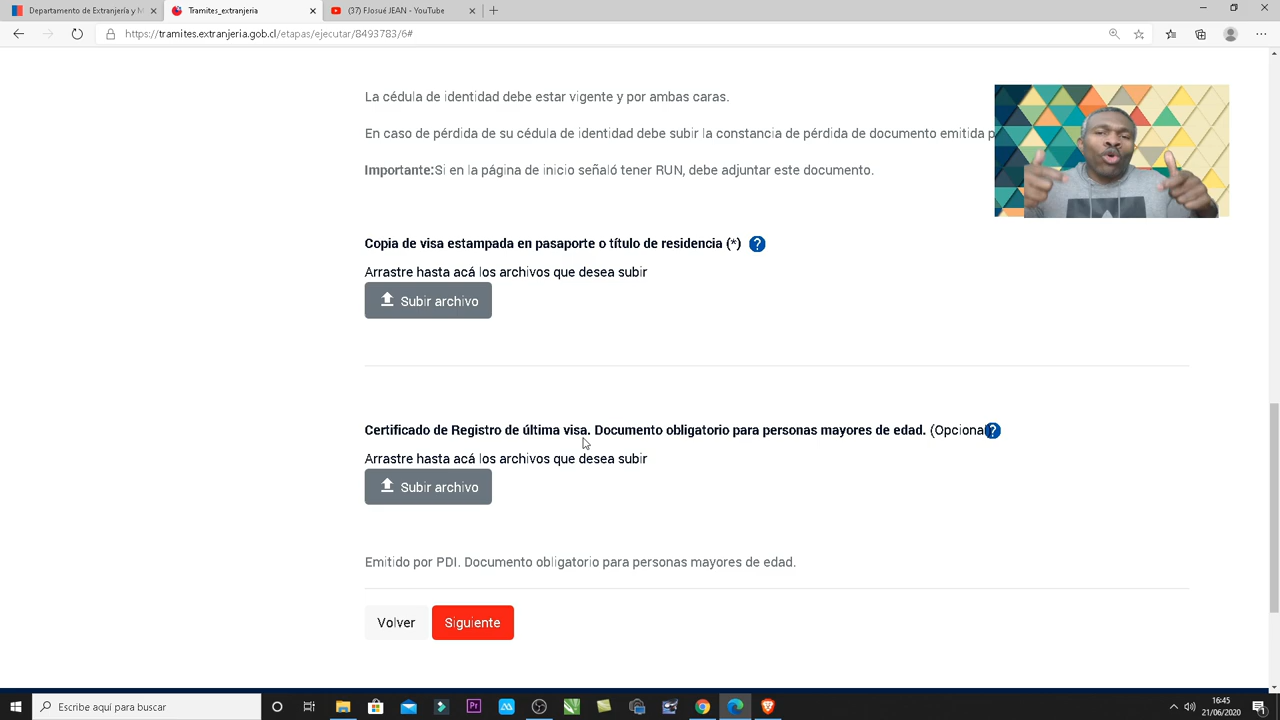 Departamento de Extranjería y M
Tramites_extranjeria
(37) FJosué JEAN - YouTube
https://tramites.extranjeria.gob.cl/etapas/ejecutar/8493783/6#
La cédula de identidad debe estar vigente y por ambas caras.
En caso de pérdida de su cédula de identidad debe subir la constancia de pérdida de documento emitida p
Importante:Si en la página de inicio señaló tener RUN, debe adjuntar este documento.
Copia de visa estampada en pasaporte o título de residencia (*) ?
Arrastre hasta acá los archivos que desea subir
Subir archivo
Certificado de Registro de última visa. Documento obligatorio para personas mayores de edad. (Opciona ?
Arrastre hasta acá los archivos que desea subir
Subir archivo
Emitido por PDI. Documento obligatorio para personas mayores de edad.
Volver Siguiente
Escribe aquí para buscar
Pr
16:45
21/06/2020
1